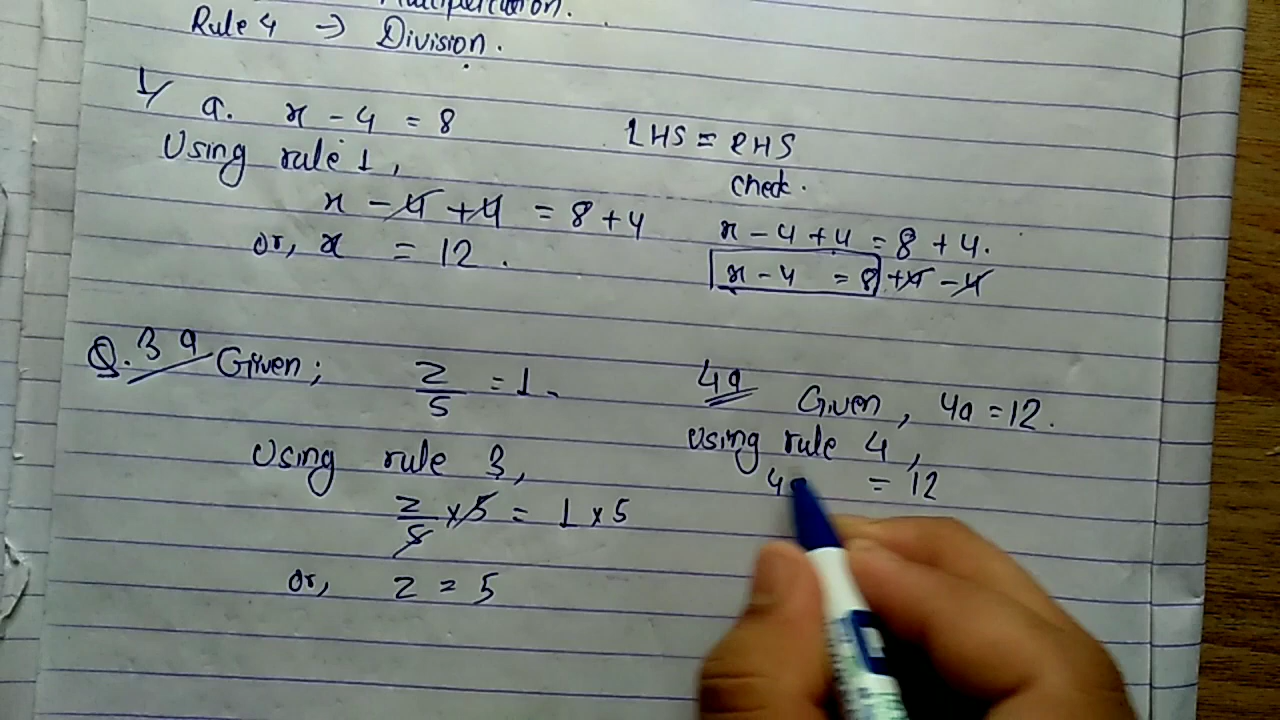 Multiplication.
Rule 4 → Division.
1/ a. x - 4 = 8
Using rule 1,
x - 4 + 4 = 8 + 4
or, x = 12.
LHS = RHS
check.
x - 4 + 4 = 8 + 4.
x - 4 = 8 + 4 - 4
Q. 3 a Given; z/5 = 1.
Using rule 3,
z/5 × 5 = 1 × 5
or, z = 5
4a Given, 4a = 12.
Using rule 4,
4 = 12